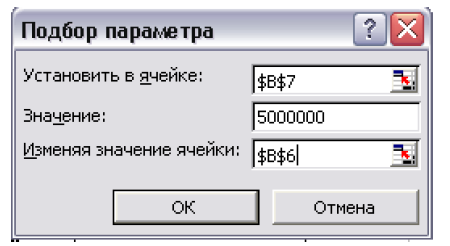 Подбор параметра
Установить в ячейке: $B$7
Значение: 5000000
Изменяя значение ячейки: $B$6
ОК Отмена